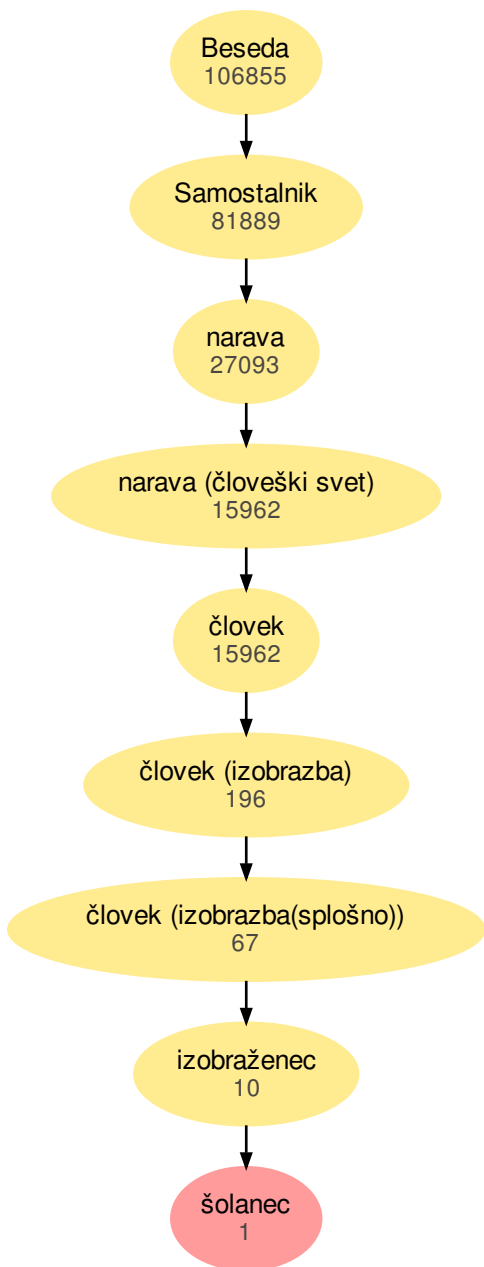 Beseda
106855
Samostalnik
81889
narava
27093
narava (človeški svet)
15962
človek
15962
človek (izobrazba)
196
človek (izobrazba(splošno))
67
izobraženec
10
šolanec
1